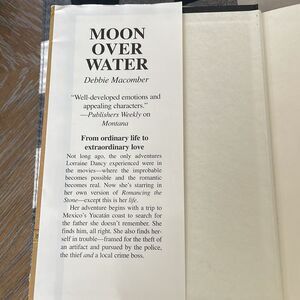 MOON
OVER
WATER
Debbie Macomber
"Well-developed emotions and
appealing characters."
—Publishers Weekly on
Montana
From ordinary life to
extraordinary love
Not long ago, the only adventures
Lorraine Dancy experienced were in
the movies—where the improbable
becomes possible and the romantic
becomes real. Now she's starring in
her own version of Romancing the
Stone—except this is her life.
Her adventure begins with a trip to
Mexico's Yucatán coast to search for
the father she doesn't remember. She
finds him, all right. She also finds her-
self in trouble—framed for the theft of
an artifact and pursued by the police,
the thief and a local crime boss.